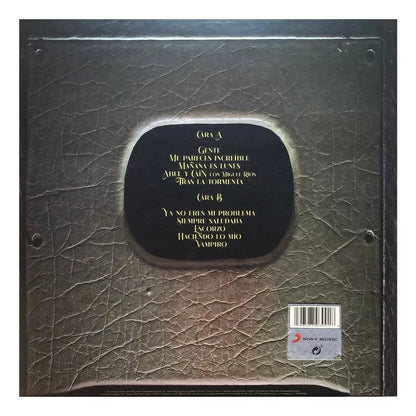 Cara A
Gente
Me pareces increíble
Mañana es lunes
Abel y Caín con Miguel Ríos
Tras la tormenta
Cara B
Ya no eres mi problema
Siempre saludaba
Escorzo
Haciendo lo mío
Vampiro
SONY MUSIC